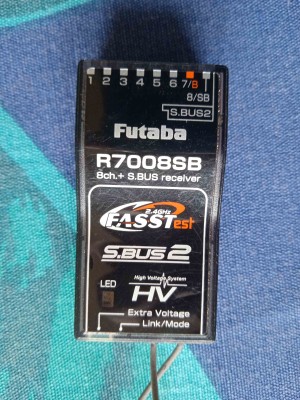 1 2 3 4 5 6 7/B
8/SB
S.BUS2
Futaba
R7008SB
8ch.+ S.BUS receiver
2.4GHz
FASSTest
S.BUS2
High Voltage System
HV
LED
Extra Voltage
Link/Mode